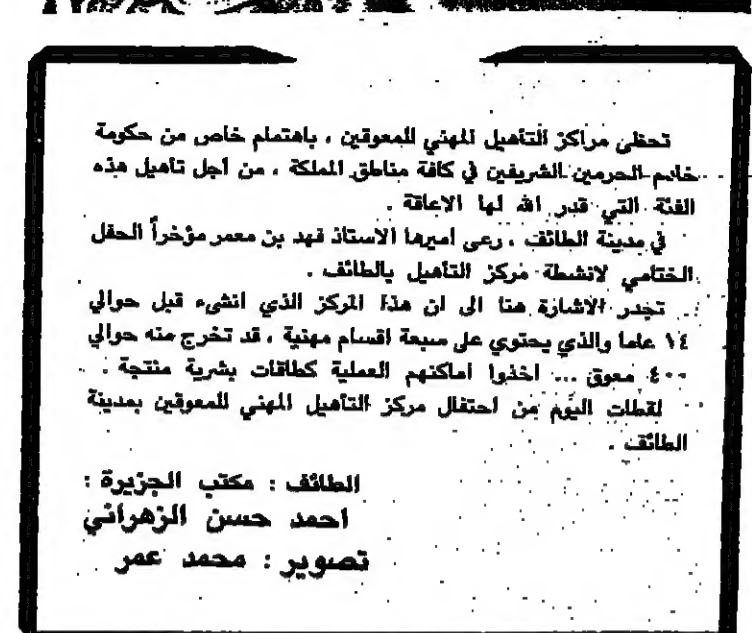 تحظى مراكز التأهيل المهني للمعوقين ، باهتمام خاص من حكومة
خادم الحرمين الشريفين في كافة مناطق المملكة ، من أجل تأهيل هذه
الفئة التي قدر الله لها الاعاقة .
في مدينة الطائف ، رعى اميرها الاستاذ فهد بن معمر مؤخراً الحفل
الختامي لانشطة مركز التأهيل بالطائف .
تجدر الاشارة هنا الى ان هذا المركز الذي انشىء قبل حوالي
١٤ عاما والذي يحتوي على سبعة اقسام مهنية ، قد تخرج منه حوالي
٤٠٠ معوق ... اخذوا اماكنهم العملية كطاقات بشرية منتجة .
لقطات اليوم من احتفال مركز التأهيل المهني للمعوقين بمدينة
الطائف .
الطائف : مكتب الجزيرة :
احمد حسن الزهراني
تصوير : محمد عمر